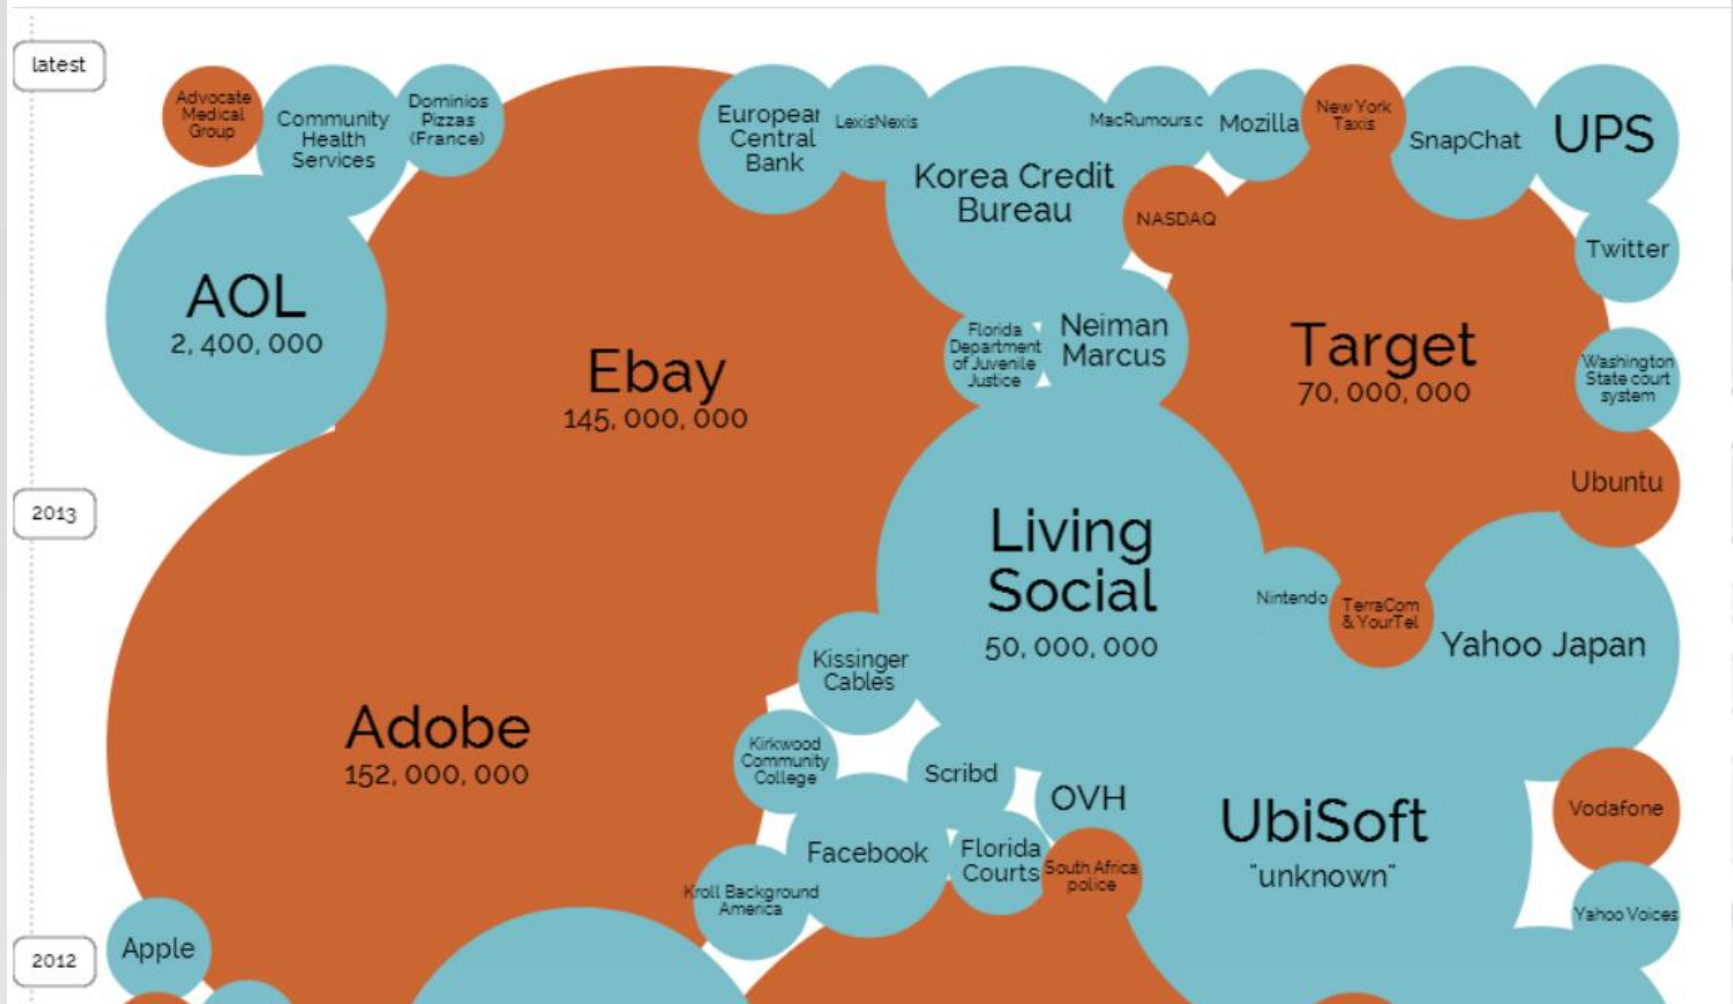 latest
Advocate
Medical
Group
Community
Health
Services
Dominios
Pizzas
(France)
European
Central
Bank
LexisNexis
Korea Credit
Bureau
MacRumours.c
Mozilla
New York
Taxis
SnapChat
UPS
NASDAQ
Twitter
AOL
2, 400, 000
Ebay
145, 000, 000
Florida
Department
of Juvenile
Justice
Neiman
Marcus
Target
70, 000, 000
Washington
State court
system
Ubuntu
2013
Living
Social
50, 000, 000
Nintendo
TerraCom
& YourTel
Yahoo Japan
Kissinger
Cables
Adobe
152, 000, 000
Kirkwood
Community
College
Scribd
OVH
UbiSoft
"unknown"
Vodafone
Facebook
Florida
Courts
South Africa
police
Kroll Background
America
Yahoo Voices
Apple
2012